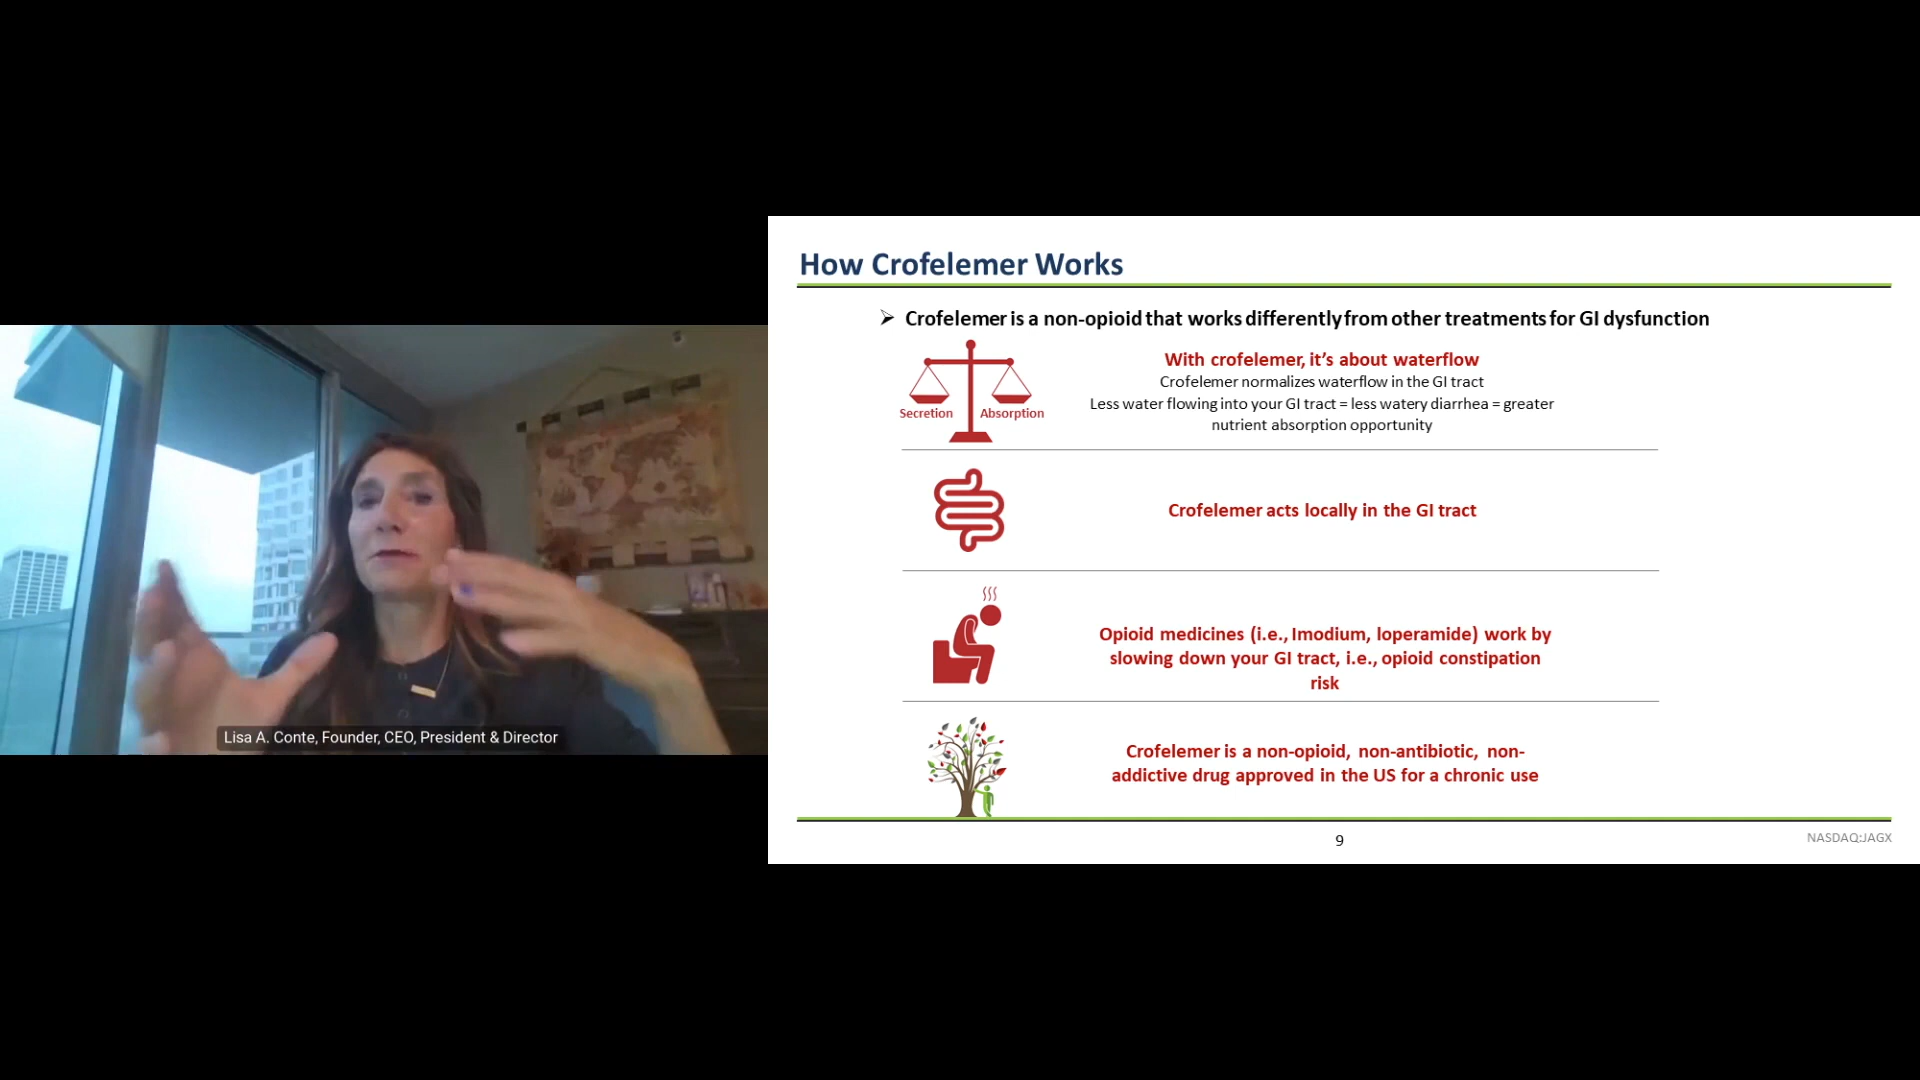 How Crofelemer Works
Crofelemer is a non-opioid that works differently from other treatments for GI dysfunction
Secretion
Absorption
With crofelemer, it’s about waterflow
Crofelemer normalizes waterflow in the GI tract
Less water flowing into your GI tract = less watery diarrhea = greater
nutrient absorption opportunity
Crofelemer acts locally in the GI tract
Opioid medicines (i.e., Imodium, loperamide) work by
slowing down your GI tract, i.e., opioid constipation
risk
Crofelemer is a non-opioid, non-antibiotic, non-
addictive drug approved in the US for a chronic use
9
NASDAQ:JAGX
Lisa A. Conte, Founder, CEO, President & Director